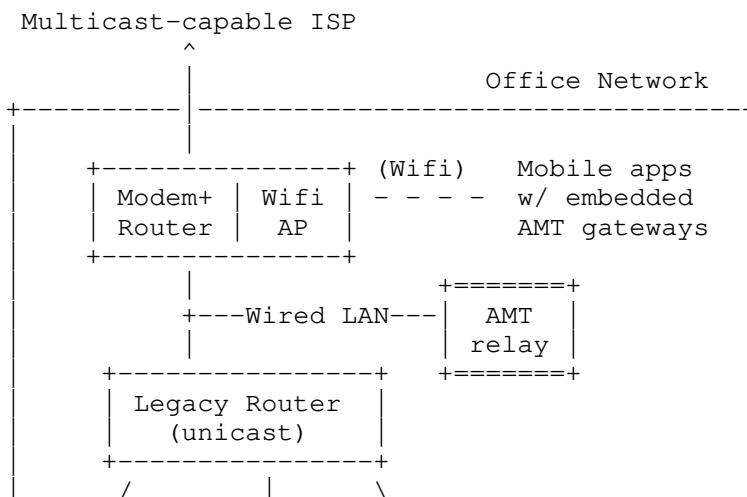 Multicast-capable ISP
Office Network
(Wifi) Mobile apps
Modem+ Wifi - - - - w/ embedded
Router AP AMT gateways
+---Wired LAN---
AMT
relay
Legacy Router
(unicast)